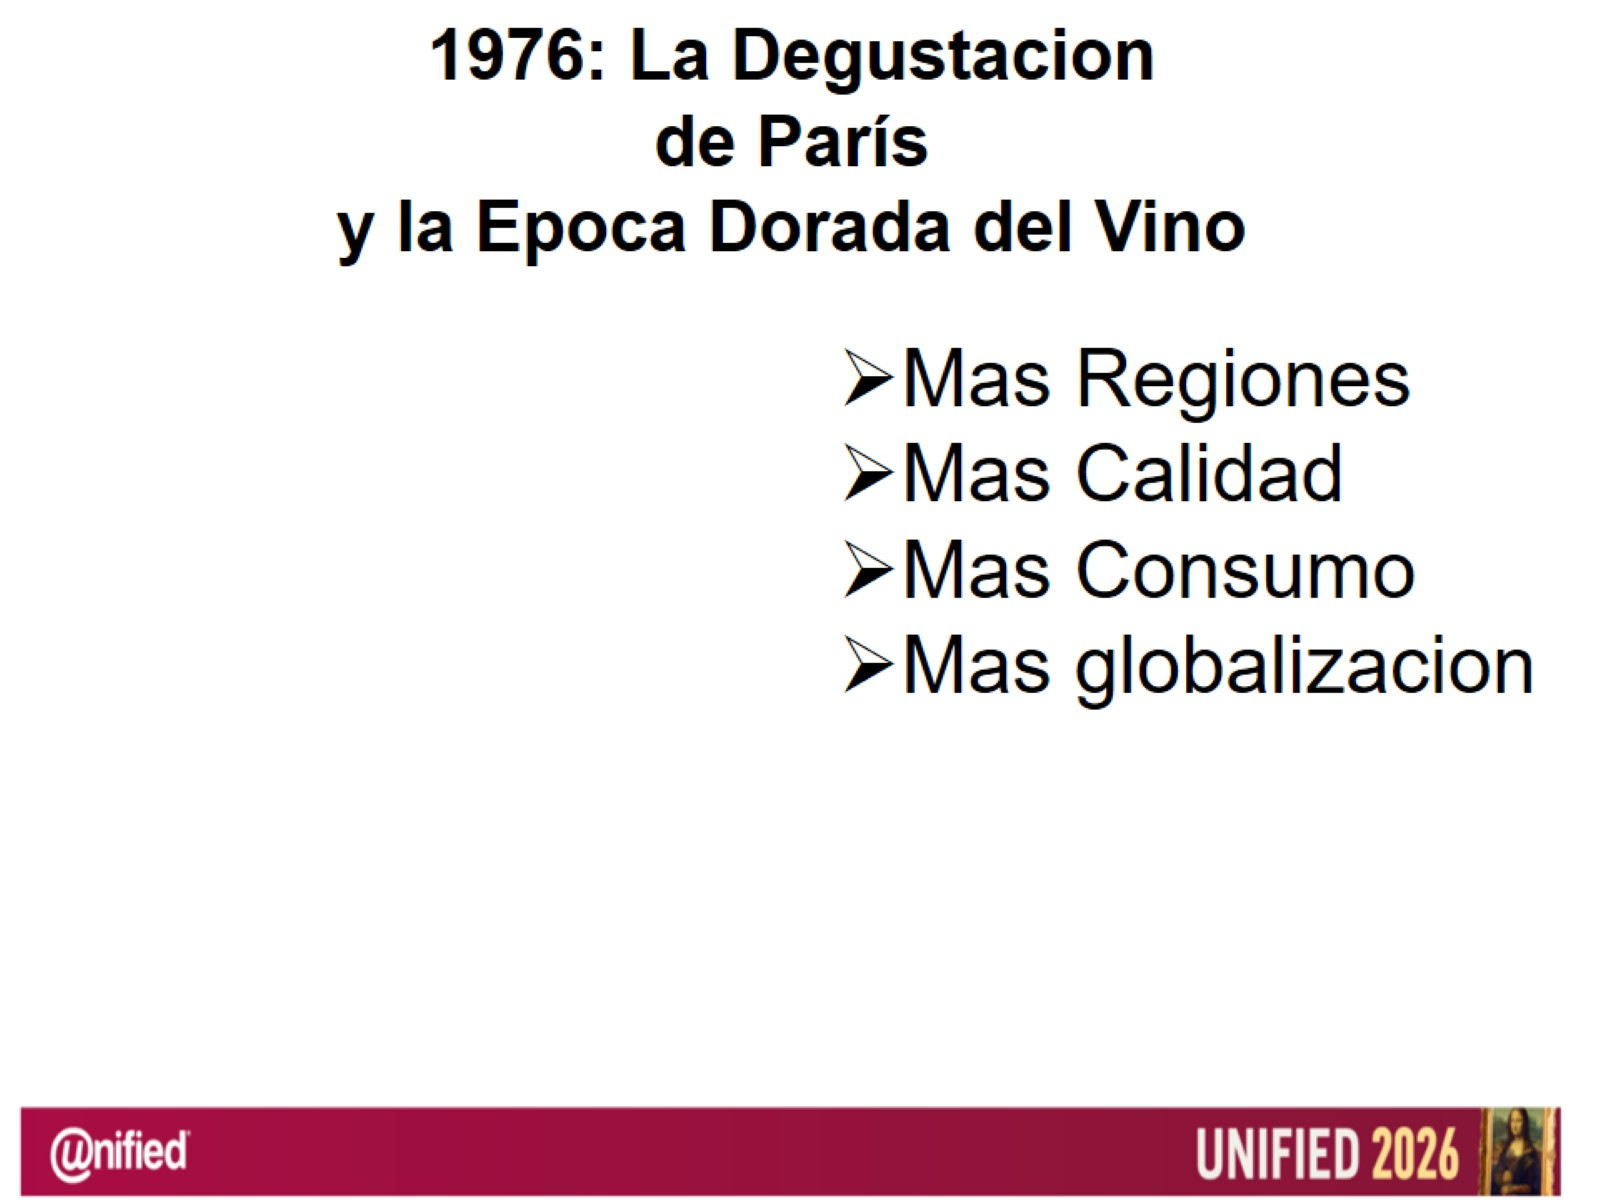 1976: La Degustacion
de París
y la Epoca Dorada del Vino
➢Mas Regiones
➢Mas Calidad
➢Mas Consumo
➢Mas globalizacion
@unified
UNIFIED 2026